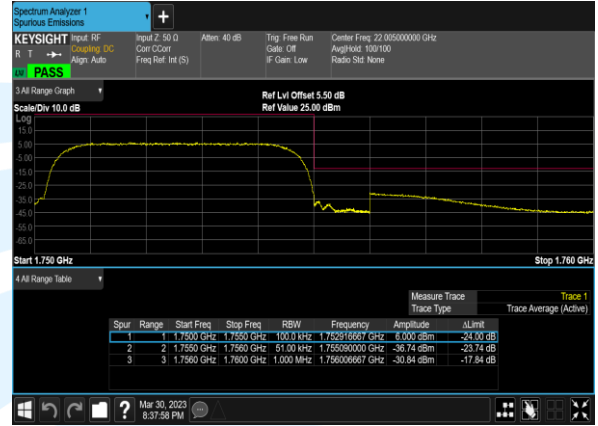 Spectrum Analyzer 1
Spurious Emissions
KEYSIGHT Input: RF
R T Coupling: DC
Align: Auto
Input Z: 50 Ω
Corr CCorr
Freq Ref: Int (S)
Atten: 40 dB
Trig: Free Run
Gate: Off
IF Gain: Low
Center Freq: 22.005000000 GHz
Avg|Hold: 100/100
Radio Std: None
PASS
3 All Range Graph
Scale/Div 10.0 dB
Ref Lvl Offset 5.50 dB
Ref Value 25.00 dBm
Log
15.0
5.00
-5.00
-15.0
-25.0
-35.0
-45.0
-55.0
-65.0
Start 1.750 GHz
Stop 1.760 GHz
4 All Range Table
Measure Trace Trace 1
Trace Type Trace Average (Active)
Spur Range Start Freq Stop Freq RBW Frequency Amplitude ΔLimit
1 1 1.7500 GHz 1.7550 GHz 100.0 kHz 1.752916667 GHz 6.000 dBm -24.00 dB
2 2 1.7550 GHz 1.7560 GHz 51.00 kHz 1.755090000 GHz -36.74 dBm -23.74 dB
3 3 1.7560 GHz 1.7600 GHz 1.000 MHz 1.756006667 GHz -30.84 dBm -17.84 dB
Mar 30, 2023
8:37:58 PM